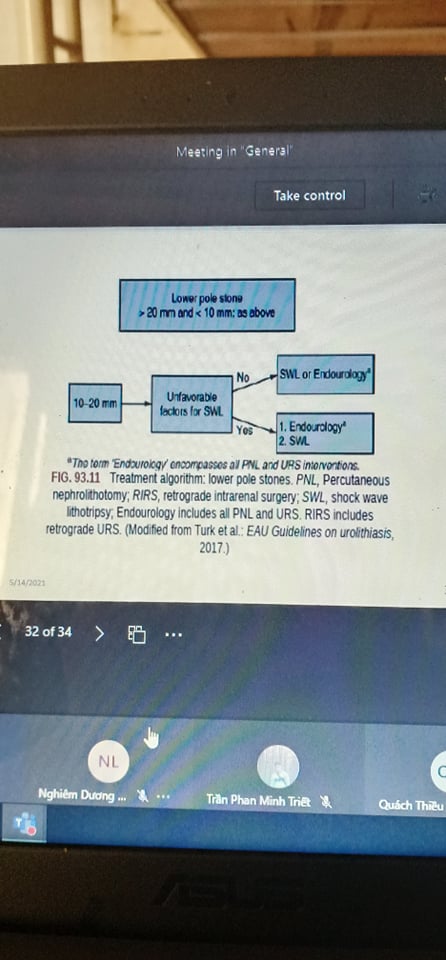 Meeting in "General"
Take control
Lower pole stone
> 20 mm and < 10 mm: as above
10–20 mm
Unfavorable
factors for SWL
No
SWL or Endourologyª
Yes
1. Endourologyª
2. SWL
ªThe term 'Endourology' encompasses all PNL and URS interventions.
FIG. 93.11 Treatment algorithm: lower pole stones. PNL, Percutaneous
nephrolithotomy; RIRS, retrograde intrarenal surgery; SWL, shock wave
lithotripsy; Endourology includes all PNL and URS. RIRS includes
retrograde URS. (Modified from Turk et al.: EAU Guidelines on urolithiasis,
2017.)
5/14/2021
32 of 34
NL
Nghiêm Dương ...
Trần Phan Minh Triết
C
Quách Thiều
T
ASUS